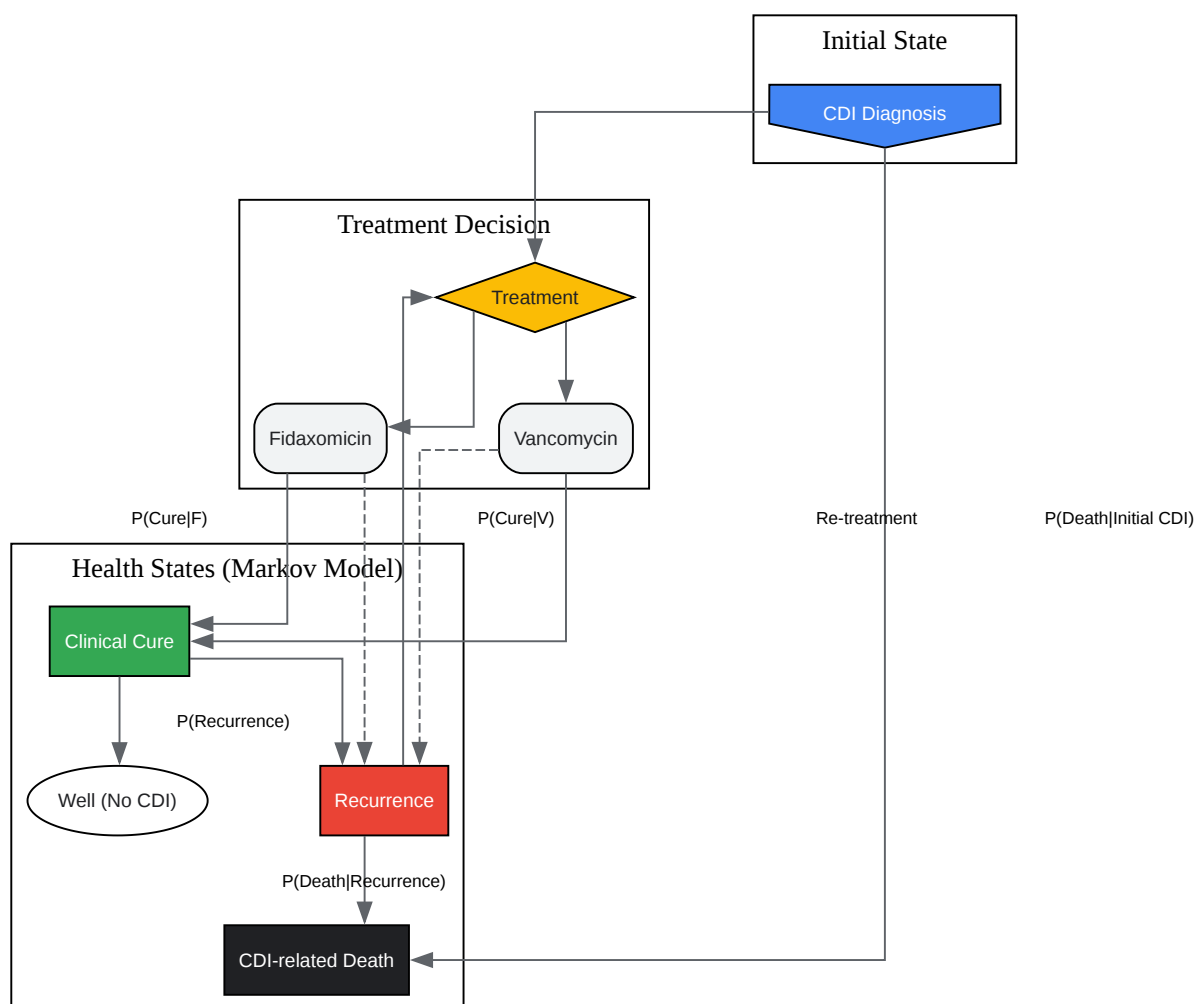 Initial State
CDI Diagnosis
Treatment Decision
Treatment
Fidaxomicin
Vancomycin
P(Cure|F)
P(Cure|V)
Re-treatment
P(Death|Initial CDI)
Health States (Markov Model)
Clinical Cure
P(Recurrence)
Well (No CDI)
Recurrence
P(Death|Recurrence)
CDI-related Death